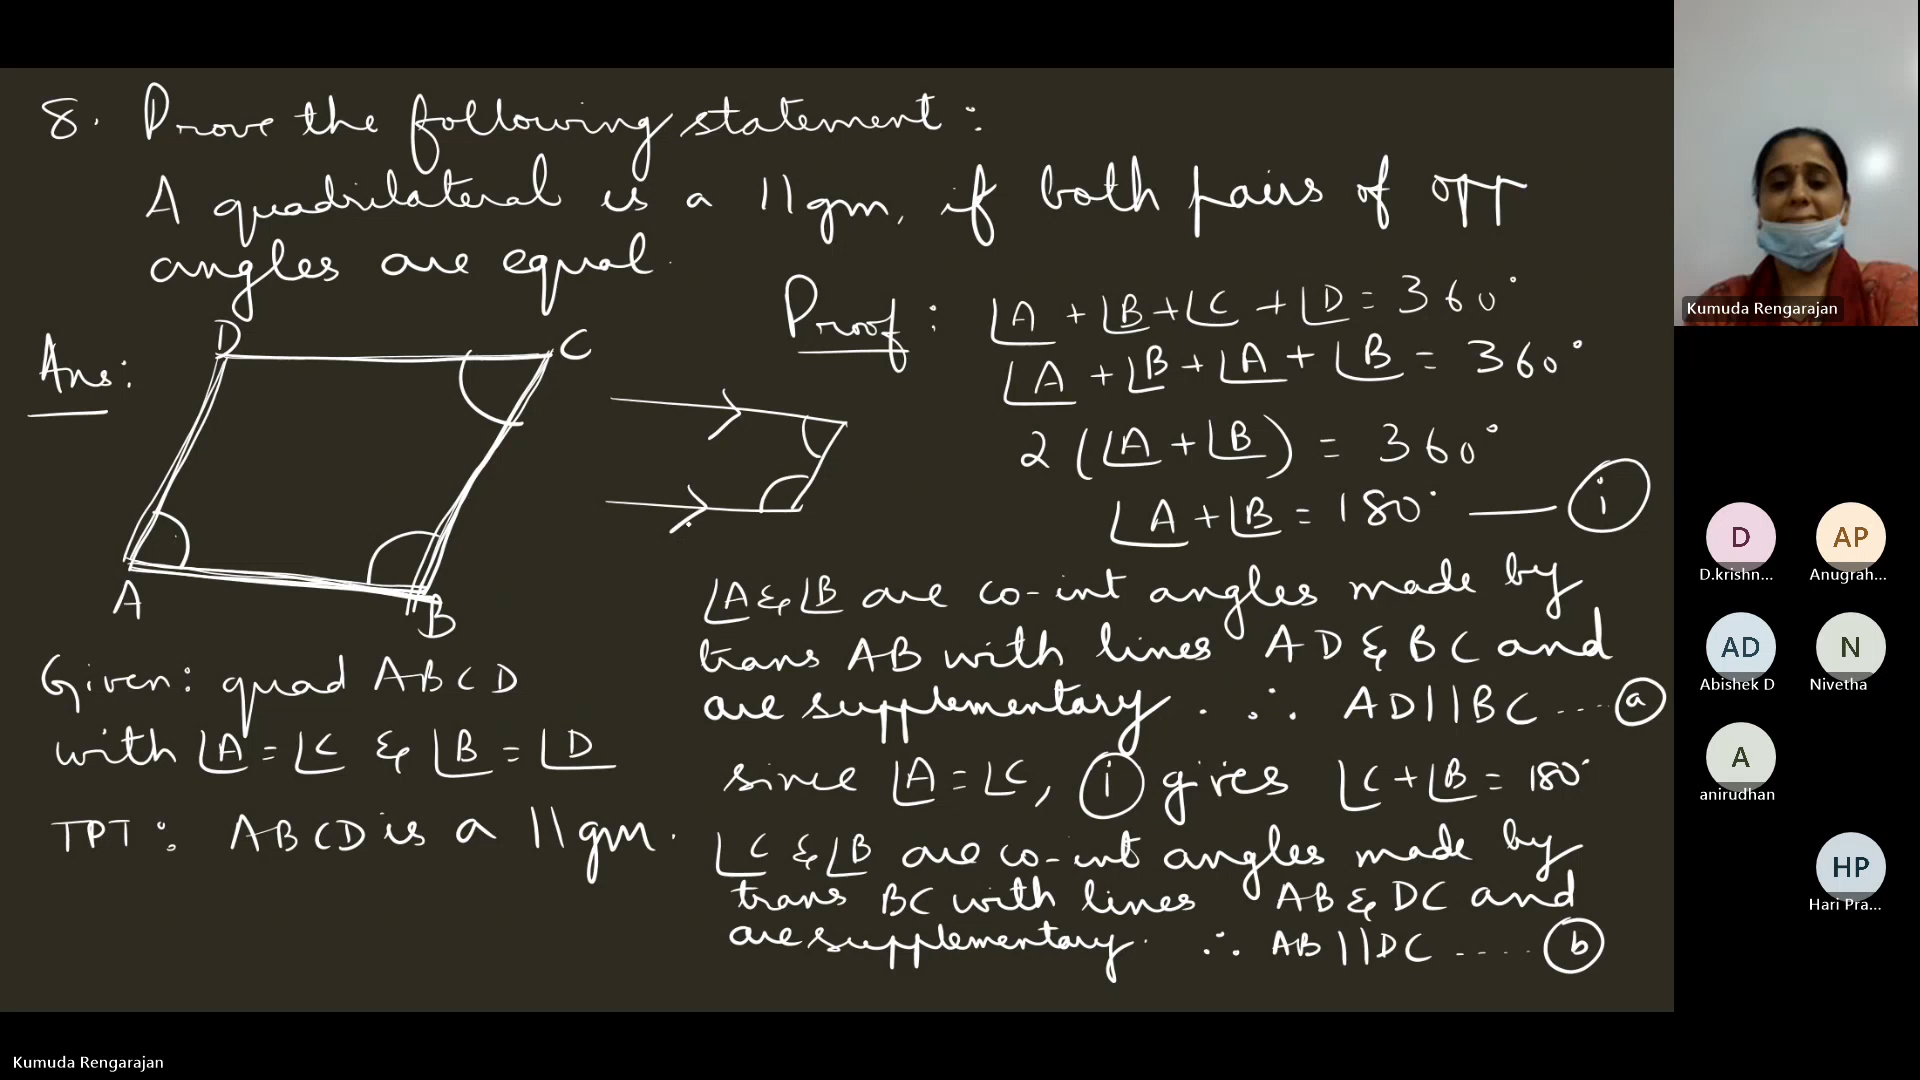 8. Prove the following statement:
A quadrilateral is a ||gm, if both pairs of opp
angles are equal.
Ans:
D
C
A
B
Given: quad ABCD
with ∠A = ∠C & ∠B = ∠D
TPT: ABCD is a ||gm.
Proof: ∠A + ∠B + ∠C + ∠D = 360°
∠A + ∠B + ∠A + ∠B = 360°
2 (∠A + ∠B) = 360°
∠A + ∠B = 180° — i
∠A & ∠B are co-int angles made by
trans AB with lines AD & BC and
are supplementary. ∴ AD || BC ... a
since ∠A = ∠C, i gives ∠C + ∠B = 180°
∠C & ∠B are co-int angles made by
trans BC with lines AB & DC and
are supplementary. ∴ AB || DC .... b
Kumuda Rengarajan
D
D.krishn...
AP
Anugrah...
AD
Abishek D
N
Nivetha
A
anirudhan
HP
Hari Pra...
Kumuda Rengarajan